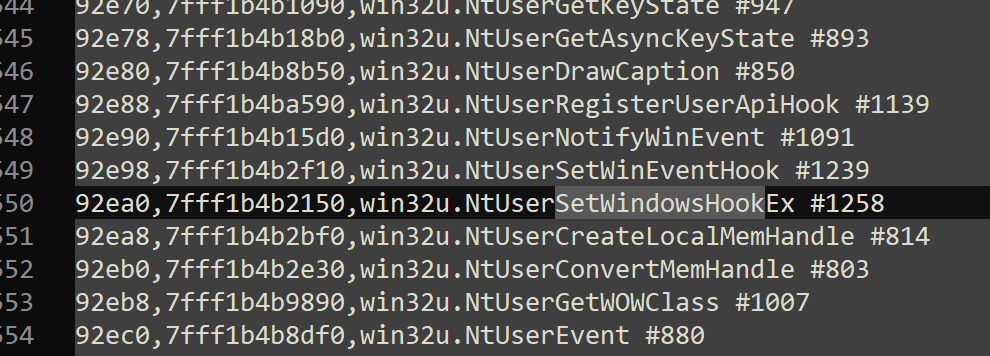 544 92e70,7fff1b4b1090,win32u.NtUserGetKeyState #947
545 92e78,7fff1b4b18b0,win32u.NtUserGetAsyncKeyState #893
546 92e80,7fff1b4b8b50,win32u.NtUserDrawCaption #850
547 92e88,7fff1b4ba590,win32u.NtUserRegisterUserApiHook #1139
548 92e90,7fff1b4b15d0,win32u.NtUserNotifyWinEvent #1091
549 92e98,7fff1b4b2f10,win32u.NtUserSetWinEventHook #1239
550 92ea0,7fff1b4b2150,win32u.NtUserSetWindowsHookEx #1258
551 92ea8,7fff1b4b2bf0,win32u.NtUserCreateLocalMemHandle #814
552 92eb0,7fff1b4b2e30,win32u.NtUserConvertMemHandle #803
553 92eb8,7fff1b4b9890,win32u.NtUserGetWOWClass #1007
554 92ec0,7fff1b4b8df0,win32u.NtUserEvent #880